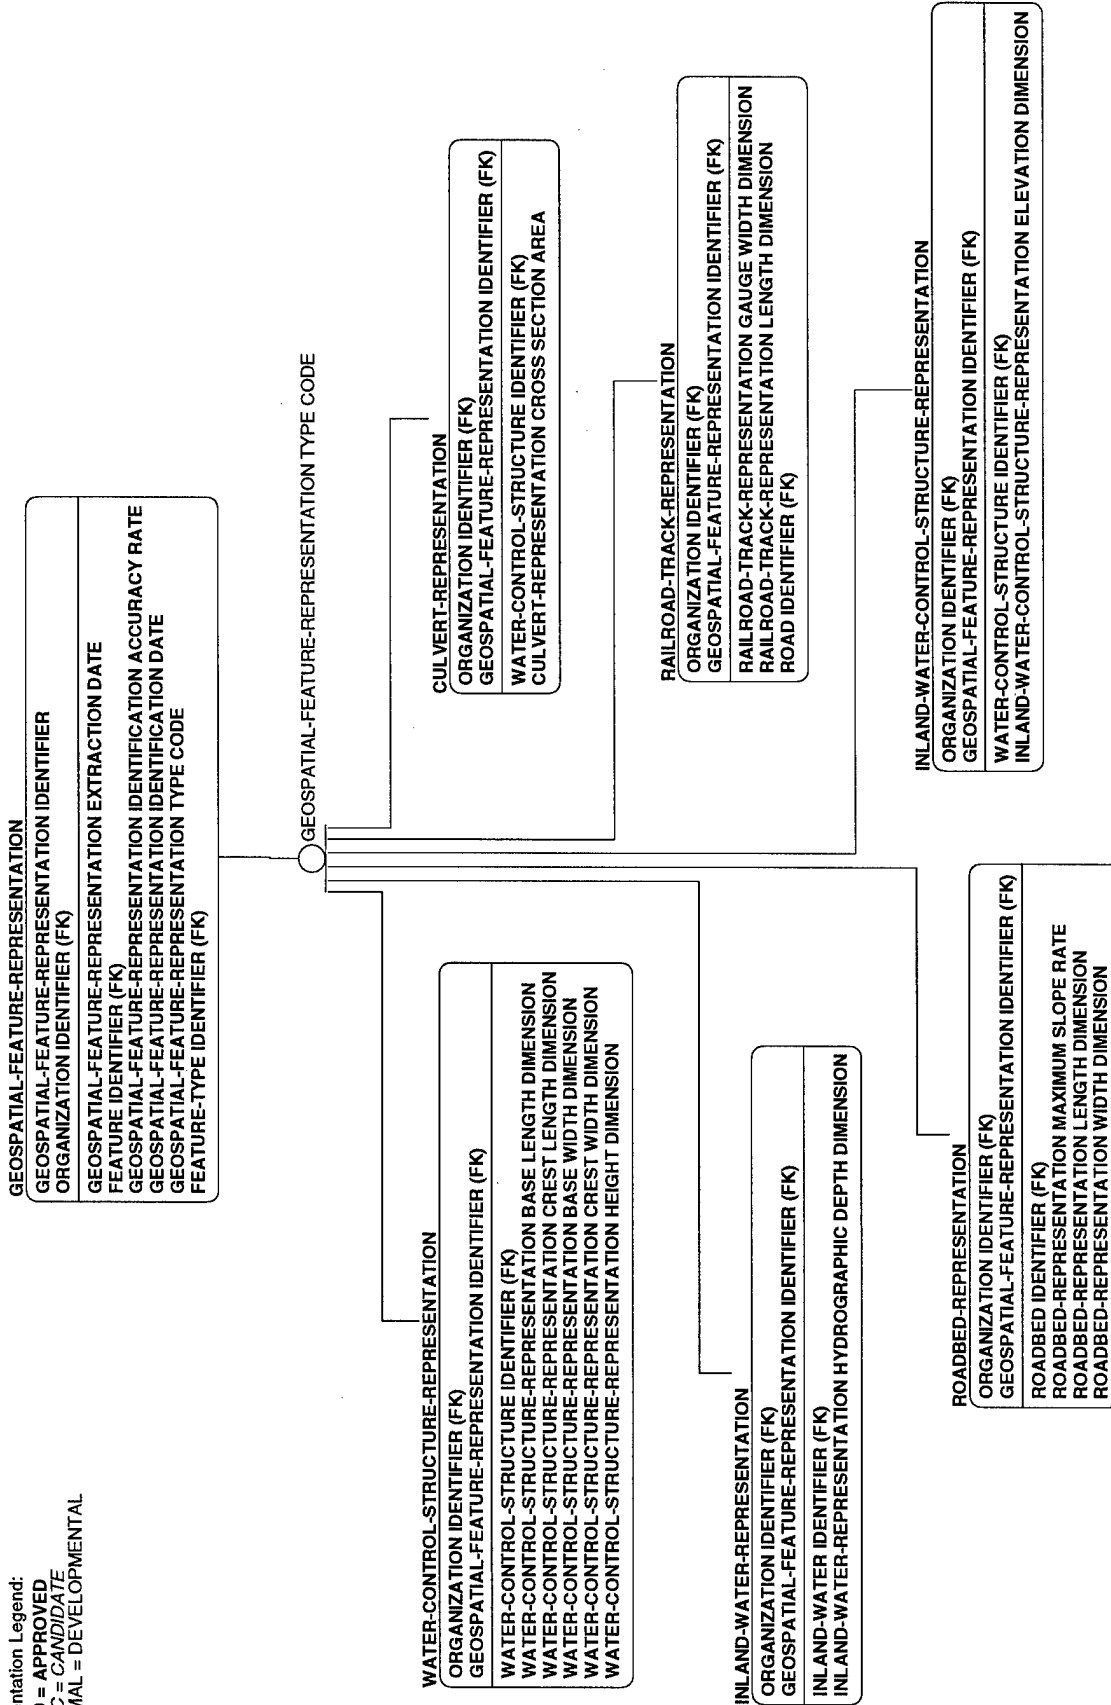 ntation Legend:
= APPROVED
= CANDIDATE
MAL = DEVELOPMENTAL
GEOSPATIAL-FEATURE-REPRESENTATION
GEOSPATIAL-FEATURE-REPRESENTATION IDENTIFIER
ORGANIZATION IDENTIFIER (FK)
GEOSPATIAL-FEATURE-REPRESENTATION EXTRACTION DATE
FEATURE IDENTIFIER (FK)
GEOSPATIAL-FEATURE-REPRESENTATION IDENTIFICATION ACCURACY RATE
GEOSPATIAL-FEATURE-REPRESENTATION IDENTIFICATION DATE
GEOSPATIAL-FEATURE-REPRESENTATION TYPE CODE
FEATURE-TYPE IDENTIFIER (FK)
GEOSPATIAL-FEATURE-REPRESENTATION TYPE CODE
WATER-CONTROL-STRUCTURE-REPRESENTATION
ORGANIZATION IDENTIFIER (FK)
GEOSPATIAL-FEATURE-REPRESENTATION IDENTIFIER (FK)
WATER-CONTROL-STRUCTURE IDENTIFIER (FK)
WATER-CONTROL-STRUCTURE-REPRESENTATION BASE LENGTH DIMENSION
WATER-CONTROL-STRUCTURE-REPRESENTATION CREST LENGTH DIMENSION
WATER-CONTROL-STRUCTURE-REPRESENTATION BASE WIDTH DIMENSION
WATER-CONTROL-STRUCTURE-REPRESENTATION CREST WIDTH DIMENSION
WATER-CONTROL-STRUCTURE-REPRESENTATION HEIGHT DIMENSION
CULVERT-REPRESENTATION
ORGANIZATION IDENTIFIER (FK)
GEOSPATIAL-FEATURE-REPRESENTATION IDENTIFIER (FK)
WATER-CONTROL-STRUCTURE IDENTIFIER (FK)
CULVERT-REPRESENTATION CROSS SECTION AREA
INLAND-WATER-REPRESENTATION
ORGANIZATION IDENTIFIER (FK)
GEOSPATIAL-FEATURE-REPRESENTATION IDENTIFIER (FK)
INLAND-WATER IDENTIFIER (FK)
INLAND-WATER-REPRESENTATION HYDROGRAPHIC DEPTH DIMENSION
RAILROAD-TRACK-REPRESENTATION
ORGANIZATION IDENTIFIER (FK)
GEOSPATIAL-FEATURE-REPRESENTATION IDENTIFIER (FK)
RAILROAD-TRACK-REPRESENTATION GAUGE WIDTH DIMENSION
RAILROAD-TRACK-REPRESENTATION LENGTH DIMENSION
ROAD IDENTIFIER (FK)
ROADBED-REPRESENTATION
ORGANIZATION IDENTIFIER (FK)
GEOSPATIAL-FEATURE-REPRESENTATION IDENTIFIER (FK)
ROADBED IDENTIFIER (FK)
ROADBED-REPRESENTATION MAXIMUM SLOPE RATE
ROADBED-REPRESENTATION LENGTH DIMENSION
ROADBED-REPRESENTATION WIDTH DIMENSION
INLAND-WATER-CONTROL-STRUCTURE-REPRESENTATION
ORGANIZATION IDENTIFIER (FK)
GEOSPATIAL-FEATURE-REPRESENTATION IDENTIFIER (FK)
WATER-CONTROL-STRUCTURE IDENTIFIER (FK)
INLAND-WATER-CONTROL-STRUCTURE-REPRESENTATION ELEVATION DIMENSION